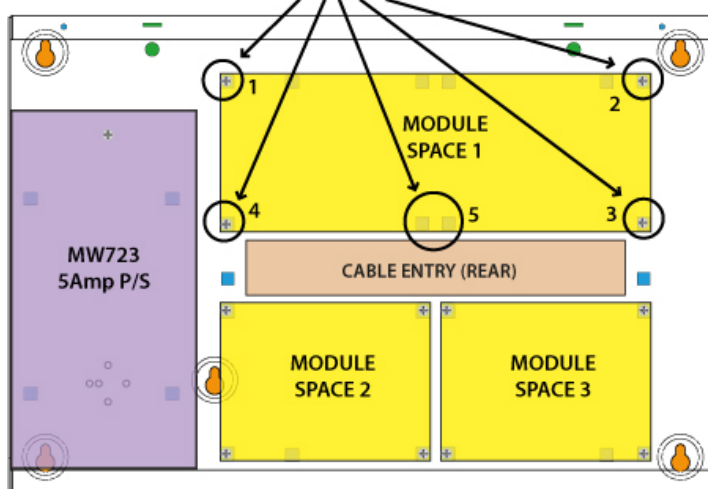 1
2
MODULE
SPACE 1
4
5
3
MW723
5Amp P/S
CABLE ENTRY (REAR)
MODULE
SPACE 2
MODULE
SPACE 3